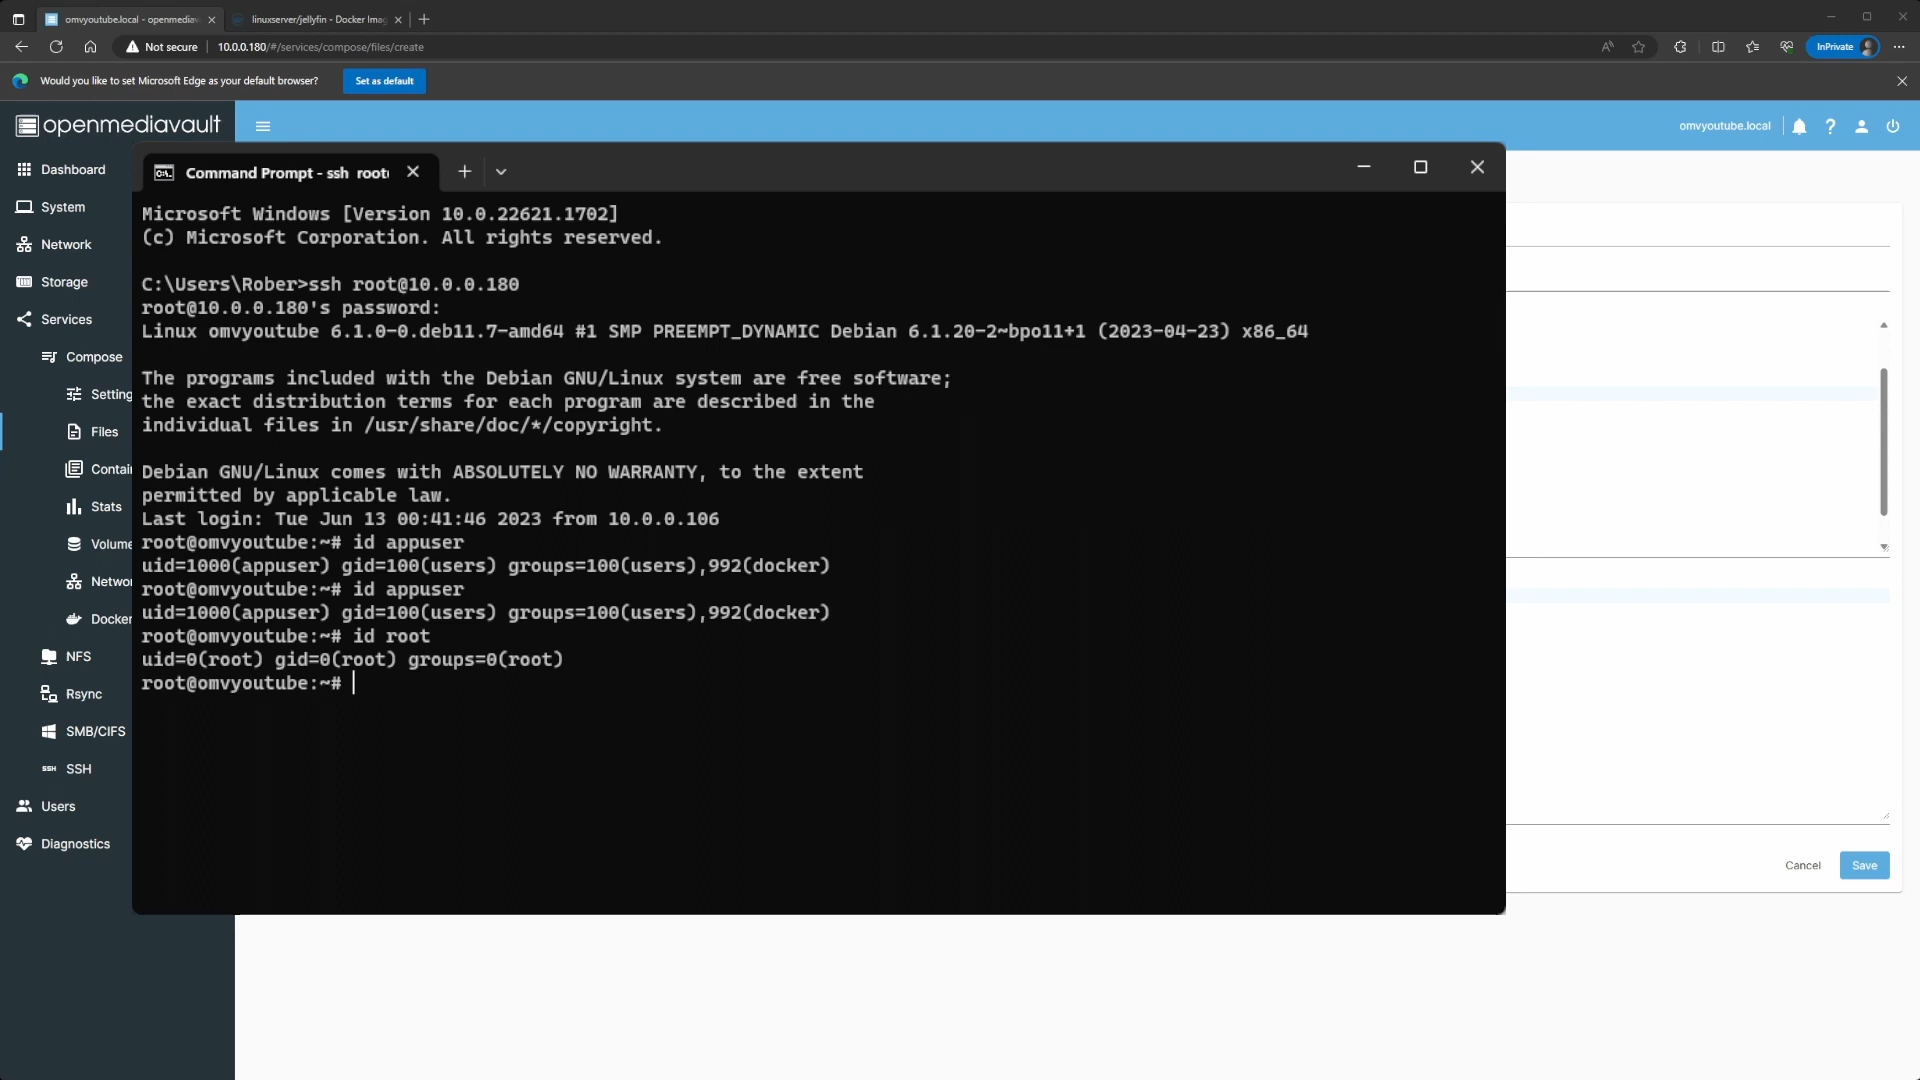 omvyoutube.local - openmediav
linuxserver/jellyfin - Docker Imag
Not secure
10.0.0.180/#/services/compose/files/create
InPrivate
Would you like to set Microsoft Edge as your default browser?
Set as default
openmediavault
omvyoutube.local
Dashboard
System
Network
Storage
Services
Compose
Setting
Files
Contai
Stats
Volume
Networ
Docker
NFS
Rsync
SMB/CIFS
SSH
SSH
Users
Diagnostics
Command Prompt - ssh root
Microsoft Windows [Version 10.0.22621.1702]
(c) Microsoft Corporation. All rights reserved.
C:\Users\Rober>ssh root@10.0.0.180
root@10.0.0.180's password:
Linux omvyoutube 6.1.0-0.deb11.7-amd64 #1 SMP PREEMPT_DYNAMIC Debian 6.1.20-2~bpo11+1 (2023-04-23) x86_64
The programs included with the Debian GNU/Linux system are free software;
the exact distribution terms for each program are described in the
individual files in /usr/share/doc/*/copyright.
Debian GNU/Linux comes with ABSOLUTELY NO WARRANTY, to the extent
permitted by applicable law.
Last login: Tue Jun 13 00:41:46 2023 from 10.0.0.106
root@omvyoutube:~# id appuser
uid=1000(appuser) gid=100(users) groups=100(users),992(docker)
root@omvyoutube:~# id appuser
uid=1000(appuser) gid=100(users) groups=100(users),992(docker)
root@omvyoutube:~# id root
uid=0(root) gid=0(root) groups=0(root)
root@omvyoutube:~#
Cancel
Save